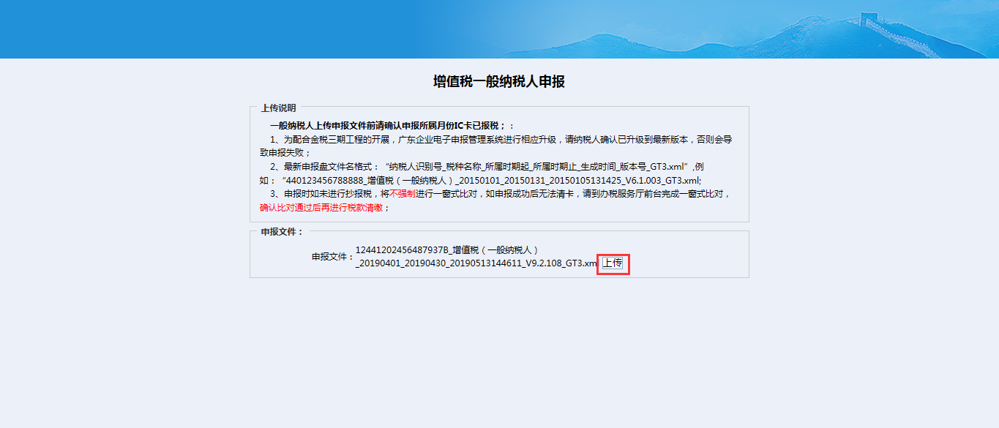 增值税一般纳税人申报
上传说明
一般纳税人上传申报文件前请确认申报所属月份IC卡已报税；：
1、为配合金税三期工程的开展，广东企业电子申报管理系统进行相应升级，请纳税人确认已升级到最新版本，否则会导
致申报失败；
2、最新申报盘文件名格式：“纳税人识别号_税种名称_所属时期起_所属时期止_生成时间_版本号_GT3.xml”,例
如：“440123456788888_增值税（一般纳税人）_20150101_20150131_20150105131425_V6.1.003_GT3.xml;
3、申报时如未进行抄报税，将不强制进行一窗式比对，如申报成功后无法清卡，请到办税服务厅前台完成一窗式比对，
确认比对通过后再进行税款清缴；
申报文件：
申报文件：
12441202456487937B_增值税（一般纳税人）
_20190401_20190430_20190513144611_V9.2.108_GT3.xm
上传